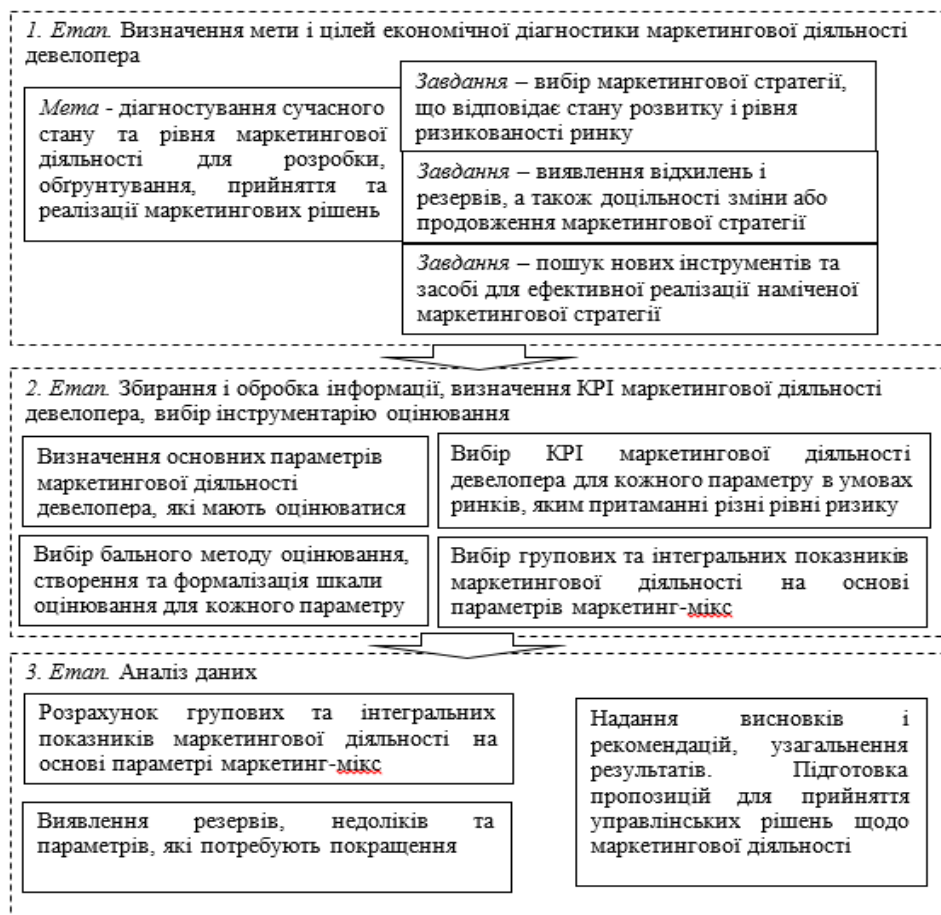 1. Етап. Визначення мети і цілей економічної діагностики маркетингової діяльності
девелопера
Мета - діагностування сучасного
стану та рівня маркетингової
діяльності для розробки,
обґрунтування, прийняття та
реалізації маркетингових рішень
Завдання – вибір маркетингової стратегії,
що відповідає стану розвитку і рівня
ризикованості ринку
Завдання – виявлення відхилень і
резервів, а також доцільності зміни або
продовження маркетингової стратегії
Завдання – пошук нових інструментів та
засобі для ефективної реалізації наміченої
маркетингової стратегії
2. Етап. Збирання і обробка інформації, визначення KPI маркетингової діяльності
девелопера, вибір інструментарію оцінювання
Визначення основних параметрів
маркетингової діяльності
девелопера, які мають оцінюватися
Вибір KPI маркетингової діяльності
девелопера для кожного параметру в умовах
ринків, яким притаманні різні рівні ризику
Вибір бального методу оцінювання,
створення та формалізація шкали
оцінювання для кожного параметру
Вибір групових та інтегральних показників
маркетингової діяльності на основі
параметрів маркетинг-мікс
3. Етап. Аналіз даних
Розрахунок групових та інтегральних
показників маркетингової діяльності на
основі параметрі маркетинг-мікс
Виявлення резервів, недоліків та
параметрів, які потребують покращення
Надання висновків і
рекомендацій, узагальнення
результатів. Підготовка
пропозицій для прийняття
управлінських рішень щодо
маркетингової діяльності